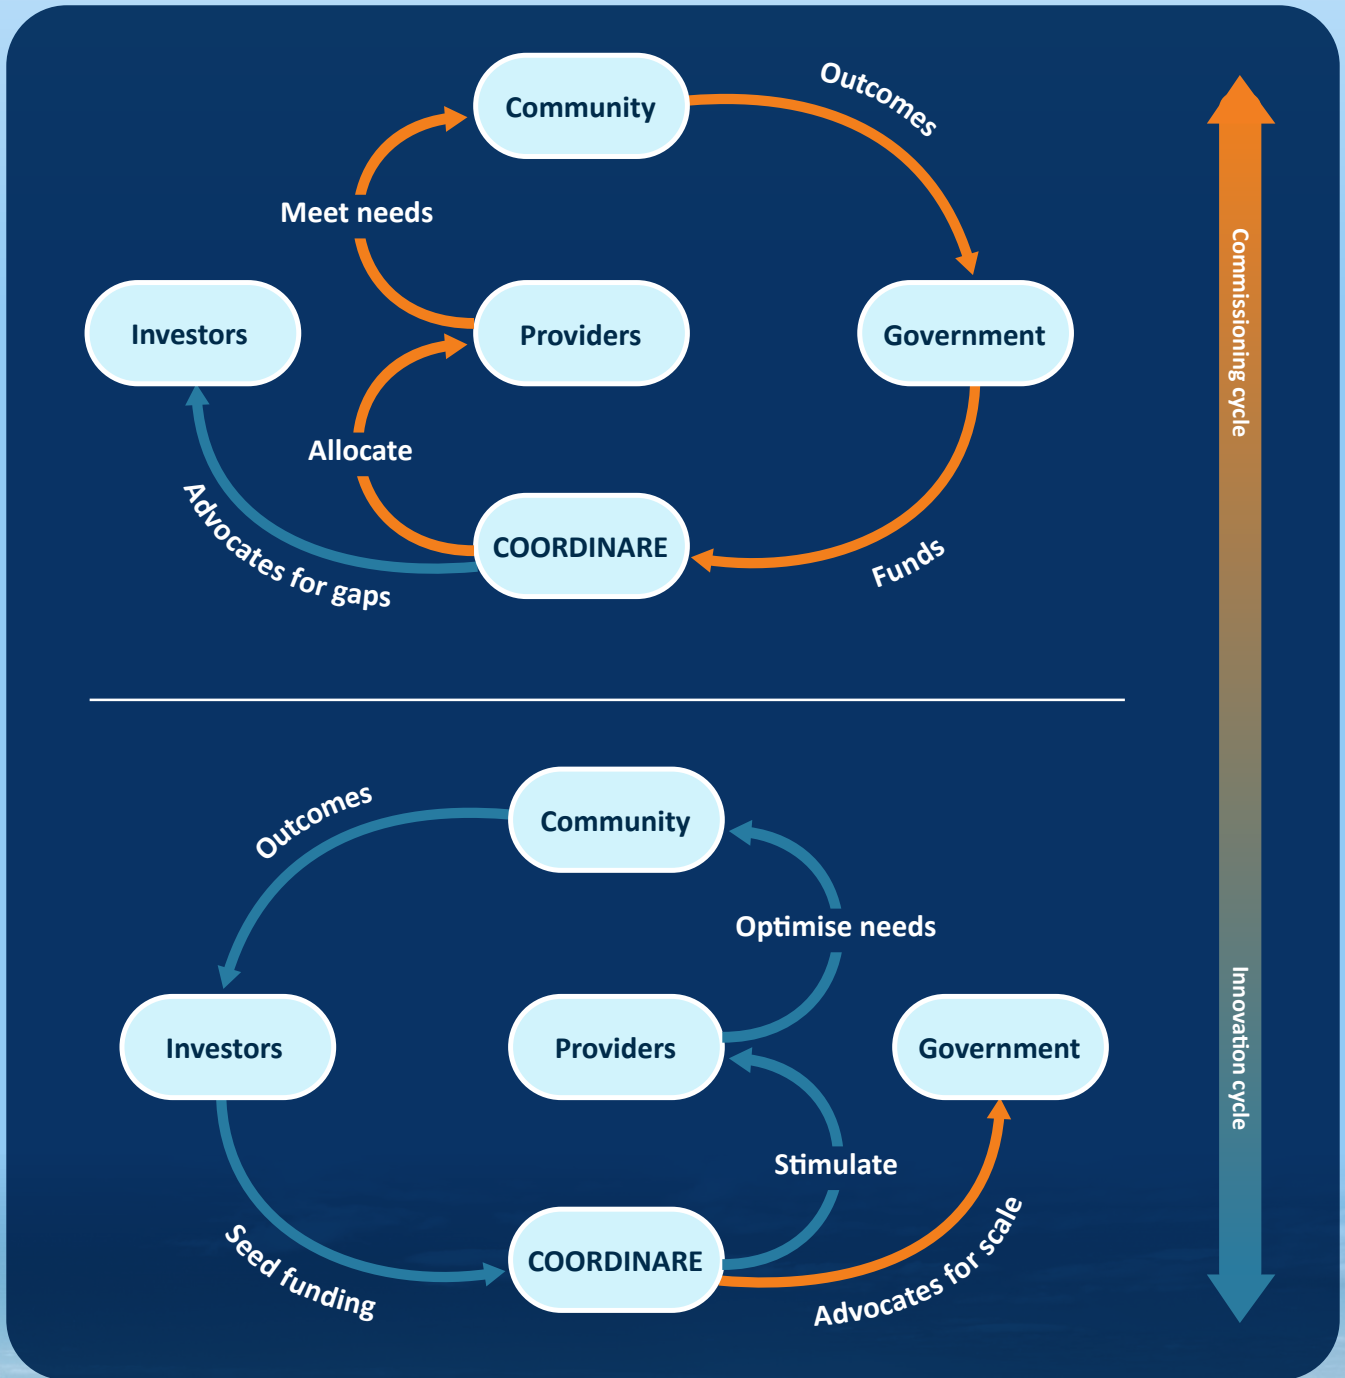 Community
Outcomes
Meet needs
Investors
Providers
Government
Commissioning cycle
Allocate
Advocates for gaps
COORDINARE
Funds
Community
Outcomes
Optimise needs
Investors
Providers
Government
Innovation cycle
Stimulate
Seed funding
COORDINARE
Advocates for scale